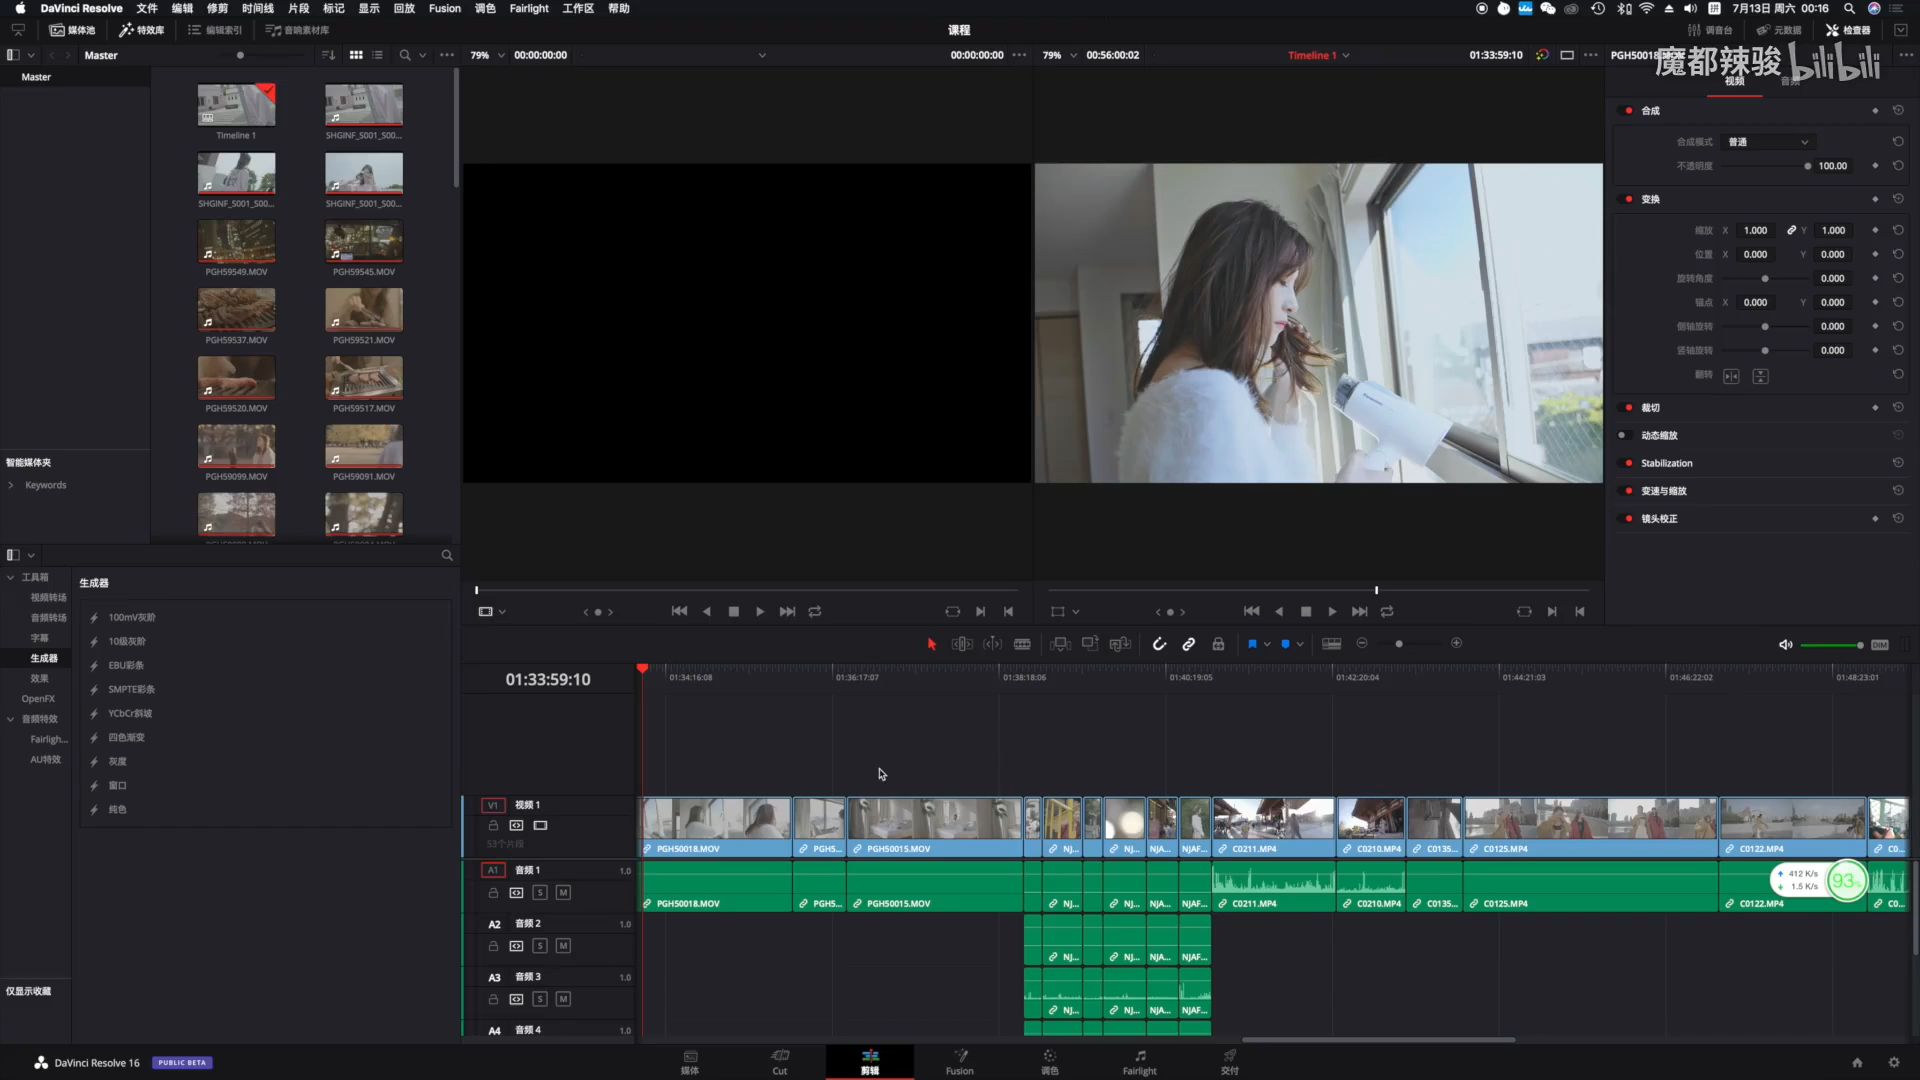 DaVinci Resolve 文件 编辑 修剪 时间线 片段 标记 显示 回放 Fusion 调色 Fairlight 工作区 帮助 7月13日 周六 00:16
媒体池 特效库 编辑索引 音响素材库 课程 调音台 元数据 检查器
Master 79% 00:00:00:00 00:00:00:00 79% 00:56:00:02 Timeline 1 01:33:59:10 PGH50018
魔都辣骏 bilibili
Master
视频 音频
Timeline 1 SHGINF_S001_S00...
SHGINF_S001_S00... SHGINF_S001_S00...
PGH59549.MOV PGH59545.MOV
PGH59537.MOV PGH59521.MOV
PGH59520.MOV PGH59517.MOV
PGH59099.MOV PGH59091.MOV
智能媒体夹
Keywords
合成
合成模式 普通
不透明度 100.00
变换
缩放 X 1.000 Y 1.000
位置 X 0.000 Y 0.000
旋转角度 0.000
锚点 X 0.000 Y 0.000
侧轴旋转 0.000
竖轴旋转 0.000
翻转
裁切
动态缩放
Stabilization
变速与缩放
镜头校正
Panasonic
工具箱
视频转场
音频转场
字幕
生成器
效果
OpenFX
音频特效
Fairligh...
AU特效
仅显示收藏
生成器
100mV灰阶
10级灰阶
EBU彩条
SMPTE彩条
YCbCr斜坡
四色渐变
灰度
窗口
纯色
DIM
01:33:59:10 01:34:16:08 01:36:17:07 01:38:18:06 01:40:19:05 01:42:20:04 01:44:21:03 01:46:22:02 01:48:23:01
V1 视频 1
53个片段
PGH50018.MOV PGH5... PGH50015.MOV NJ... NJ... NJA... NJAF... C0211.MP4 C0210.MP4 C0135... C0125.MP4 C0122.MP4 C0...
A1 音频 1 1.0
S M
PGH50018.MOV PGH5... PGH50015.MOV NJ... NJ... NJA... NJAF... C0211.MP4 C0210.MP4 C0135... C0125.MP4 C0122.MP4 C0...
412 K/s
1.5 K/s
93%
A2 音频 2 1.0
S M
NJ... NJ... NJA... NJAF...
A3 音频 3 1.0
S M
NJ... NJ... NJA... NJAF...
A4 音频 4 1.0
DaVinci Resolve 16 PUBLIC BETA
媒体 Cut 剪辑 Fusion 调色 Fairlight 交付